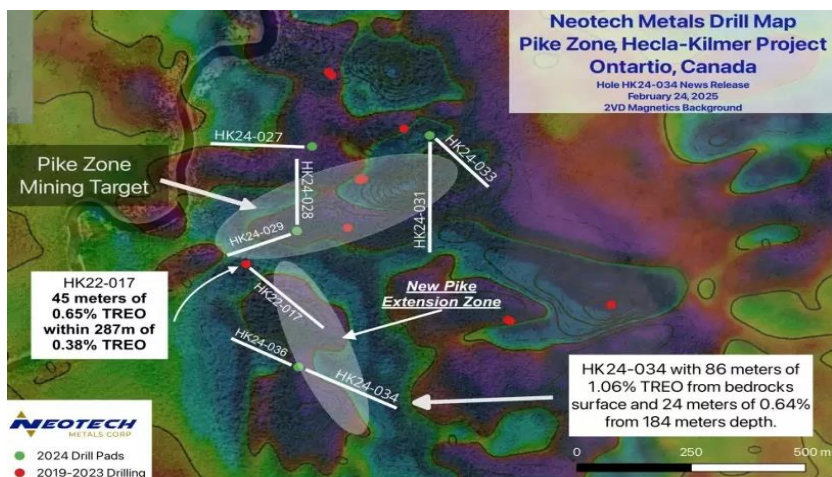 Neotech Metals Drill Map
Pike Zone, Hecla-Kilmer Project
Ontartio, Canada
Hole HK24-034 News Release
February 24, 2025
2VD Magnetics Background
HK24-027
HK24-028
HK24-033
HK24-031
Pike Zone
Mining Target
HK24-029
HK22-017
45 meters of
0.65% TREO
within 287m of
0.38% TREO
HK22-017
New Pike
Extension Zone
HK24-036
HK24-034
HK24-034 with 86 meters of
1.06% TREO from bedrocks
surface and 24 meters of 0.64%
from 184 meters depth.
NEOTECH
METALS CORP
2024 Drill Pads
2019-2023 Drilling
0 250 500 m